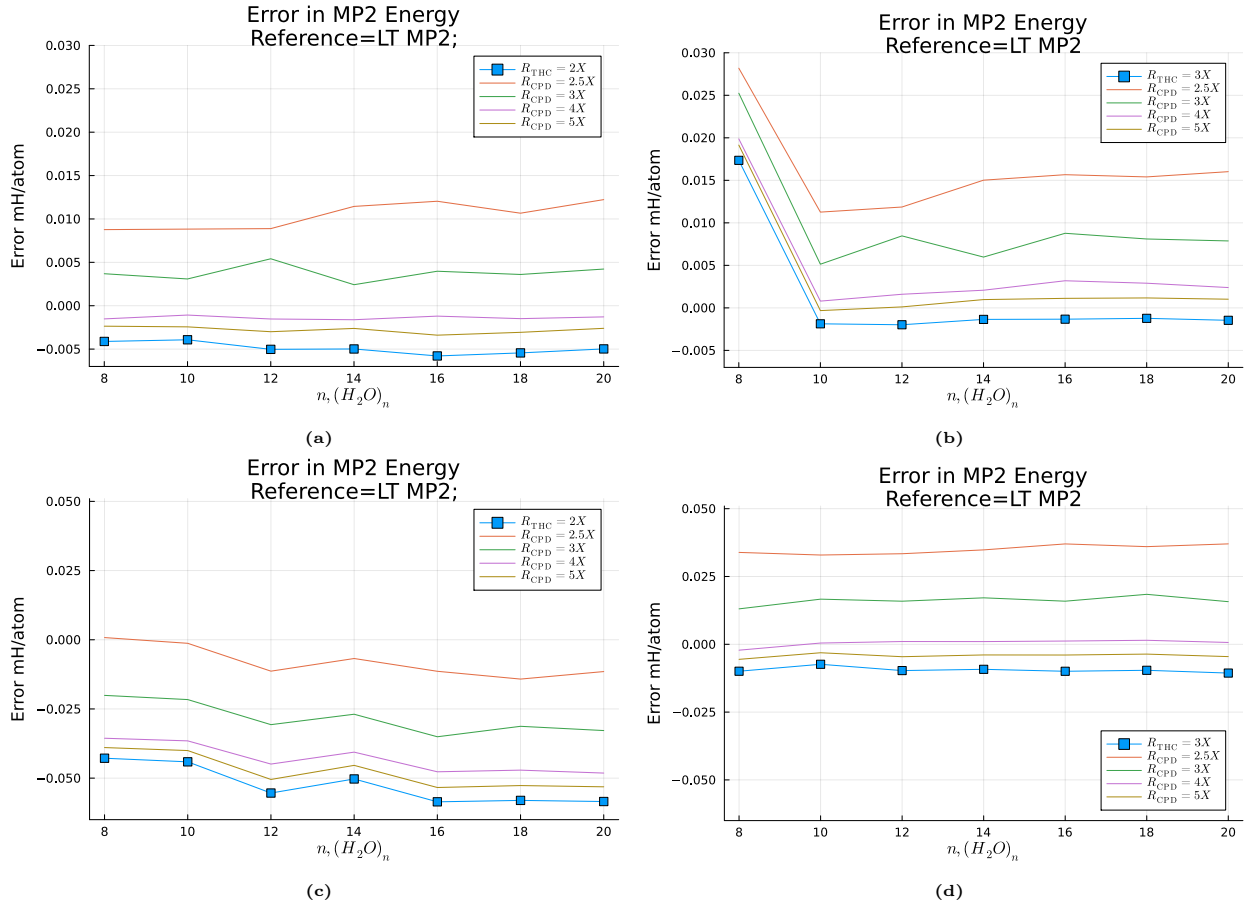 Error in MP2 Energy
Reference=LT MP2;
0.030
0.025
0.020
0.015
0.010
0.005
0.000
−0.005
Error mH/atom
R_THC = 2X
R_CPD = 2.5X
R_CPD = 3X
R_CPD = 4X
R_CPD = 5X
8 10 12 14 16 18 20
n, (H₂O)ₙ
(a)
Error in MP2 Energy
Reference=LT MP2
0.030
0.025
0.020
0.015
0.010
0.005
0.000
−0.005
Error mH/atom
R_THC = 3X
R_CPD = 2.5X
R_CPD = 3X
R_CPD = 4X
R_CPD = 5X
8 10 12 14 16 18 20
n, (H₂O)ₙ
(b)
Error in MP2 Energy
Reference=LT MP2;
0.050
0.025
0.000
−0.025
−0.050
Error mH/atom
R_THC = 2X
R_CPD = 2.5X
R_CPD = 3X
R_CPD = 4X
R_CPD = 5X
8 10 12 14 16 18 20
n, (H₂O)ₙ
(c)
Error in MP2 Energy
Reference=LT MP2
0.050
0.025
0.000
−0.025
−0.050
Error mH/atom
R_THC = 3X
R_CPD = 2.5X
R_CPD = 3X
R_CPD = 4X
R_CPD = 5X
8 10 12 14 16 18 20
n, (H₂O)ₙ
(d)